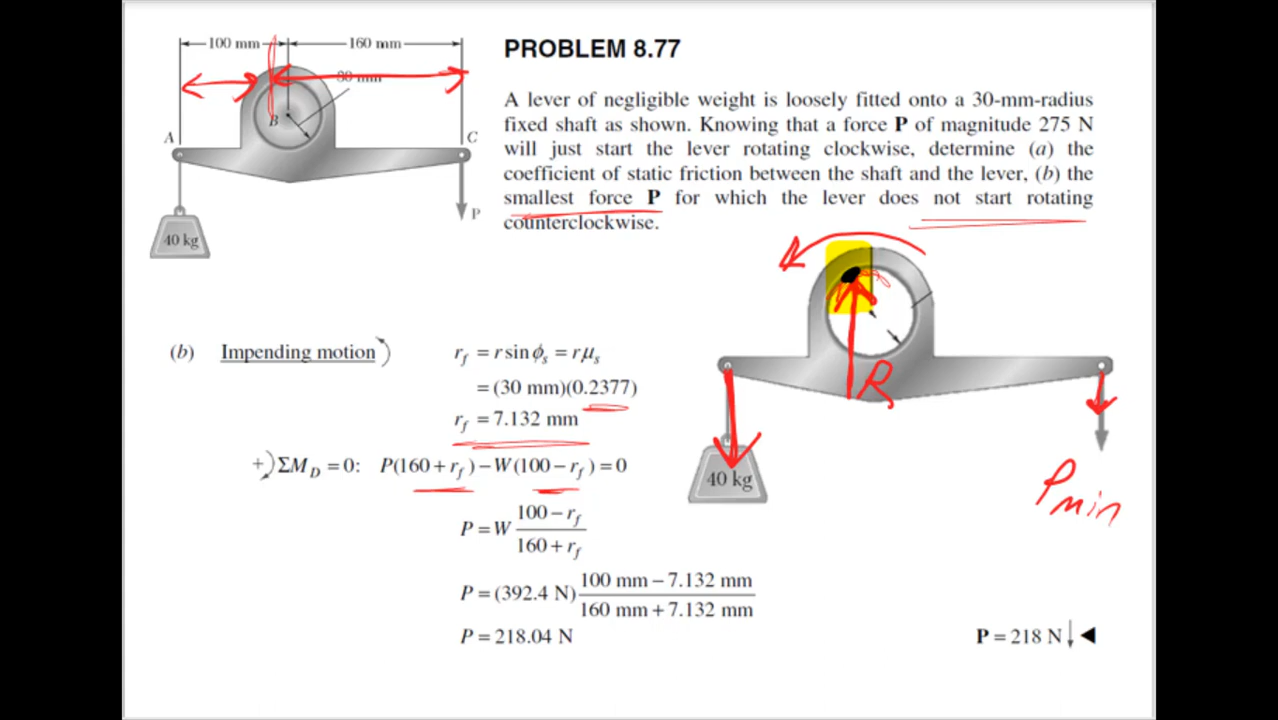 100 mm
160 mm
PROBLEM 8.77
30 mm
B
A lever of negligible weight is loosely fitted onto a 30-mm-radius
fixed shaft as shown. Knowing that a force P of magnitude 275 N
will just start the lever rotating clockwise, determine (a) the
coefficient of static friction between the shaft and the lever, (b) the
smallest force P for which the lever does not start rotating
counterclockwise.
A
C
P
40 kg
(b) Impending motion
r_f = r sin ϕ_s = rμ_s
= (30 mm)(0.2377)
r_f = 7.132 mm
R
+) ΣM_D = 0: P(160 + r_f) − W(100 − r_f) = 0
40 kg
Pmin
P = W (100 − r_f)/(160 + r_f)
P = (392.4 N) (100 mm − 7.132 mm)/(160 mm + 7.132 mm)
P = 218.04 N
P = 218 N↓ ◀